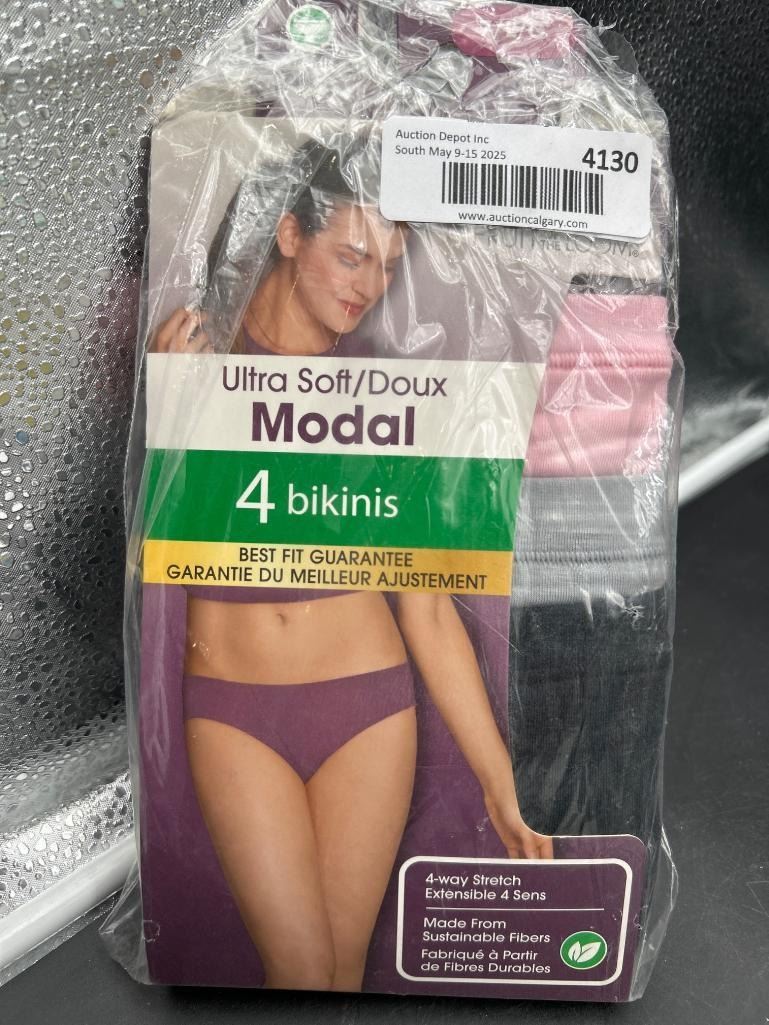 Auction Depot Inc
South May 9-15 2025
4130
www.auctioncalgary.com
THE LOOM®
Ultra Soft/Doux
Modal
4 bikinis
BEST FIT GUARANTEE
GARANTIE DU MEILLEUR AJUSTEMENT
4-way Stretch
Extensible 4 Sens
Made From
Sustainable Fibers
Fabriqué à Partir
de Fibres Durables